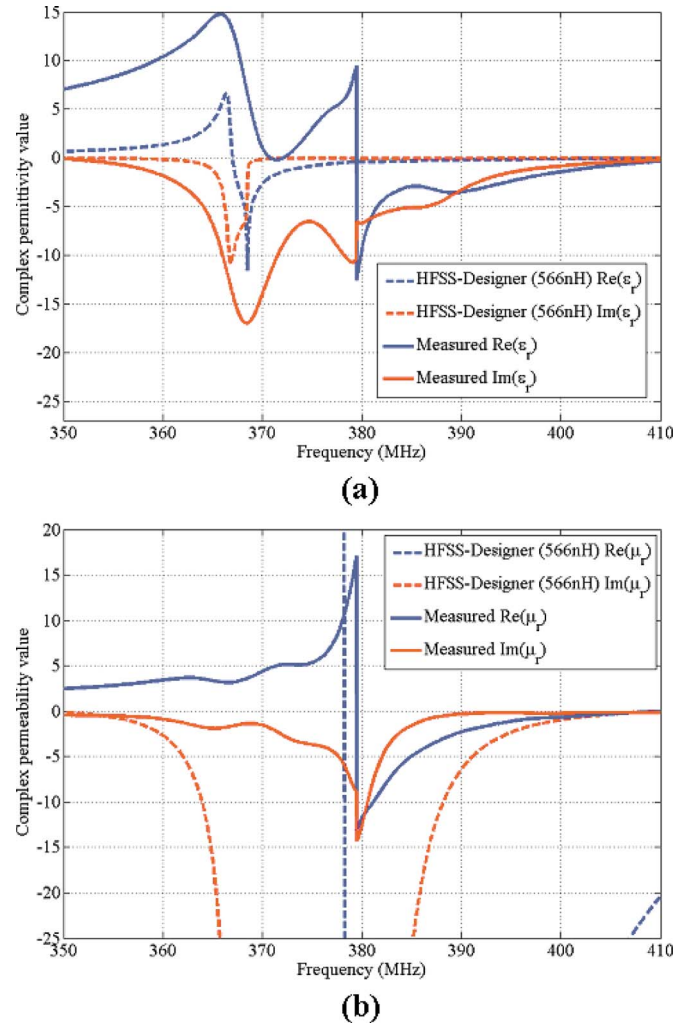 15
10
5
0
-5
-10
-15
-20
-25
Complex permittivity value
HFSS-Designer (566nH) Re(εr)
HFSS-Designer (566nH) Im(εr)
Measured Re(εr)
Measured Im(εr)
350 360 370 380 390 400 410
Frequency (MHz)
(a)
20
15
10
5
0
-5
-10
-15
-20
-25
Complex permeability value
HFSS-Designer (566nH) Re(μr)
HFSS-Designer (566nH) Im(μr)
Measured Re(μr)
Measured Im(μr)
350 360 370 380 390 400 410
Frequency (MHz)
(b)